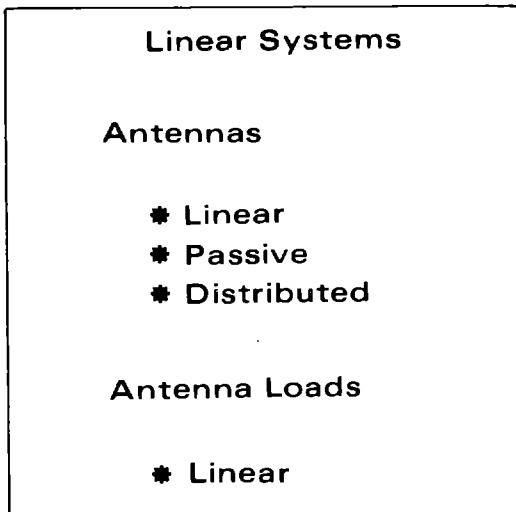 Linear Systems
Antennas
* Linear
* Passive
* Distributed
Antenna Loads
* Linear